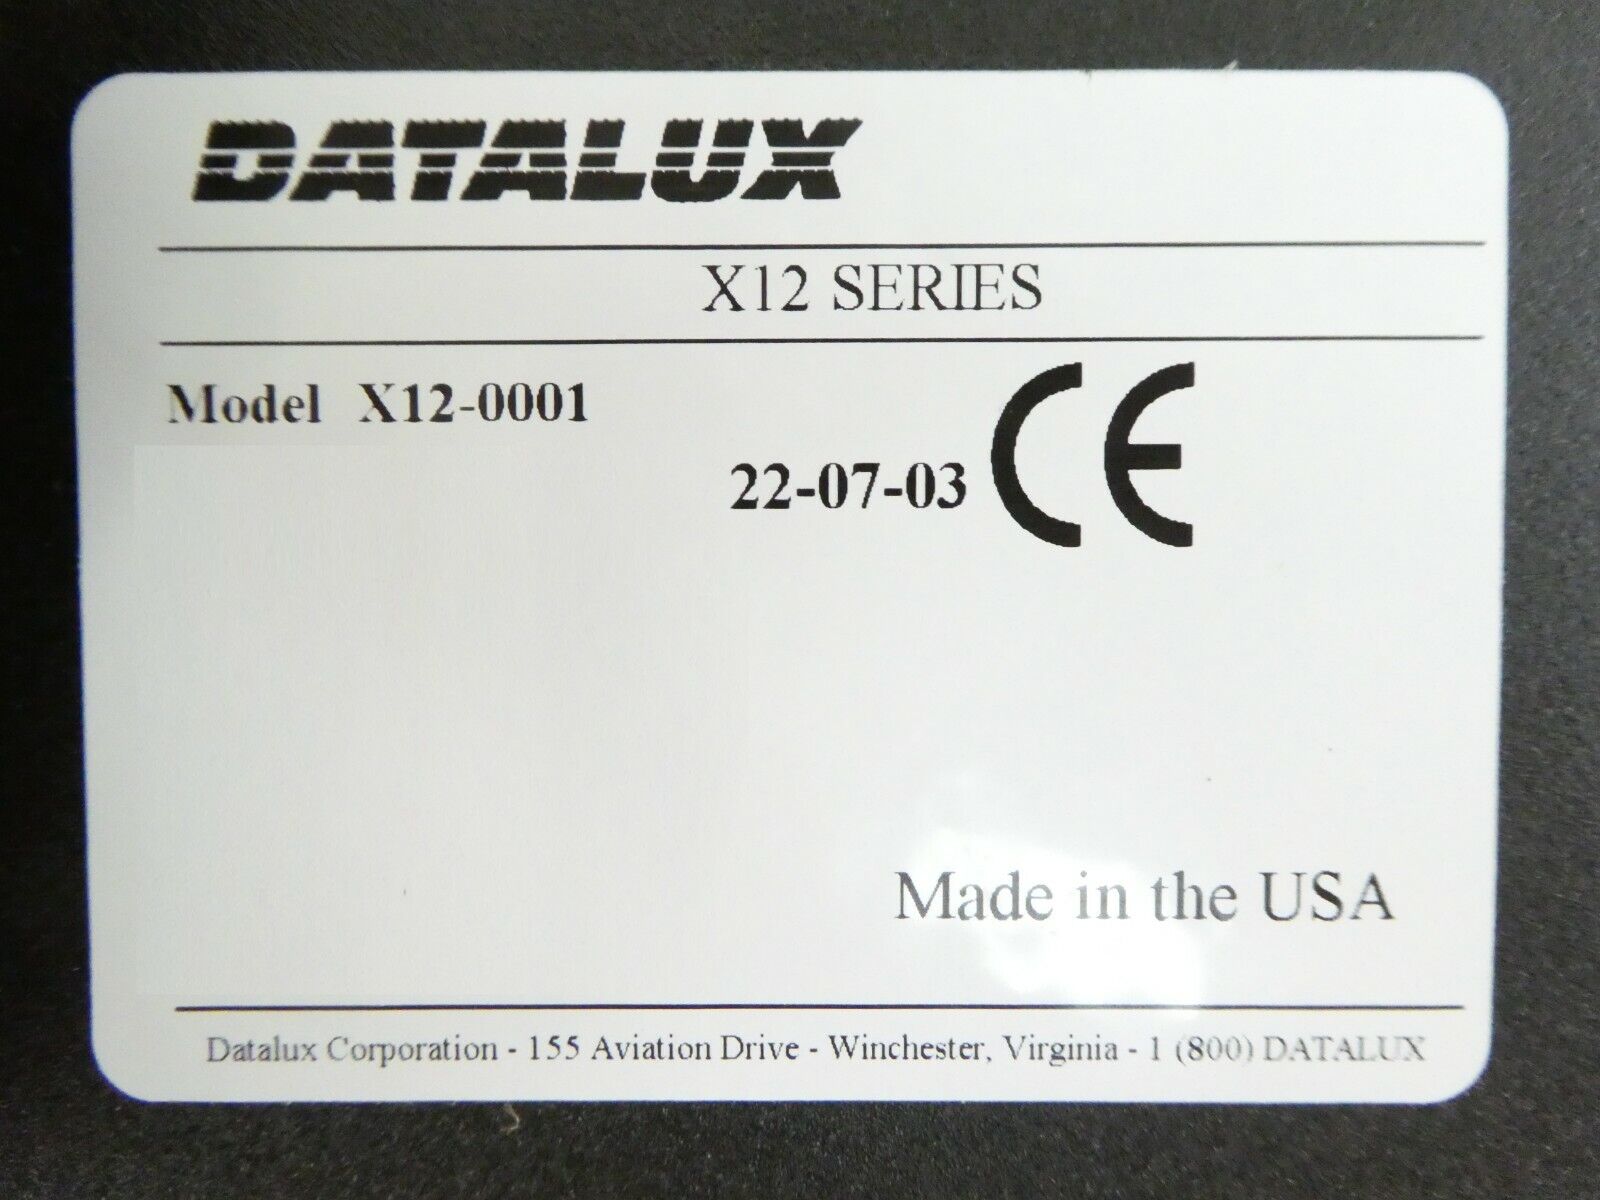 DATALUX
X12 SERIES
Model X12-0001
22-07-03 CE
Made in the USA
Datalux Corporation - 155 Aviation Drive - Winchester, Virginia - 1 (800) DATALUX